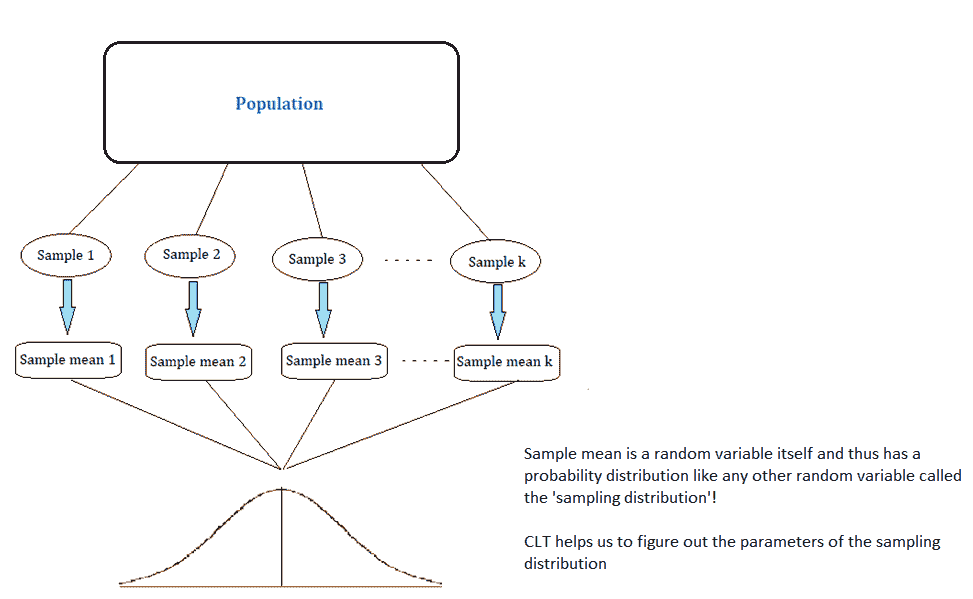 Population
Sample 1
Sample 2
Sample 3
- - - - -
Sample k
Sample mean 1
Sample mean 2
Sample mean 3
- - - - -
Sample mean k
Sample mean is a random variable itself and thus has a
probability distribution like any other random variable called
the 'sampling distribution'!
CLT helps us to figure out the parameters of the sampling
distribution